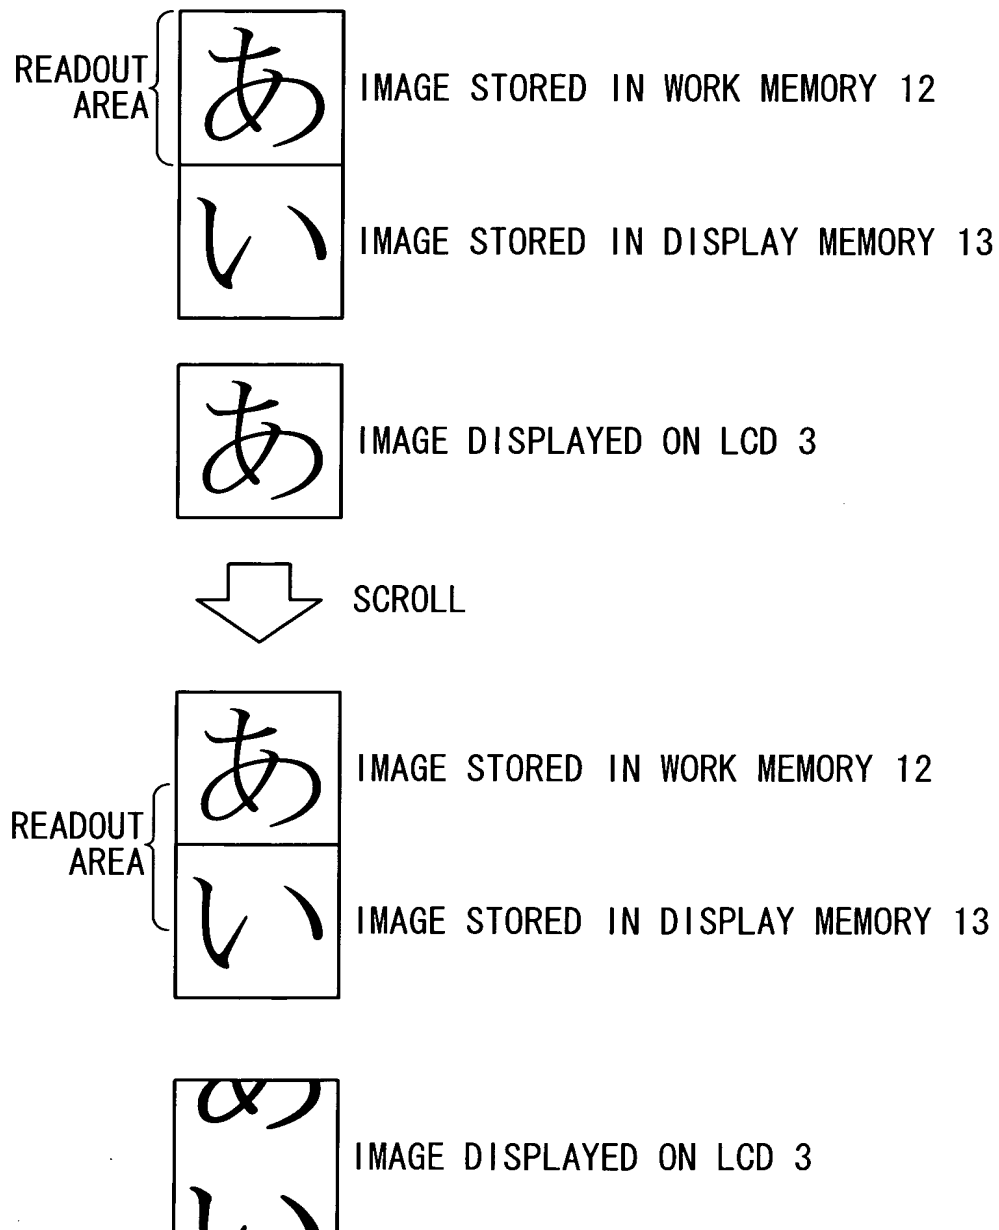 READOUT
AREA
あ
IMAGE STORED IN WORK MEMORY 12
い
IMAGE STORED IN DISPLAY MEMORY 13
あ
IMAGE DISPLAYED ON LCD 3
SCROLL
あ
IMAGE STORED IN WORK MEMORY 12
READOUT
AREA
い
IMAGE STORED IN DISPLAY MEMORY 13
あ
IMAGE DISPLAYED ON LCD 3
い